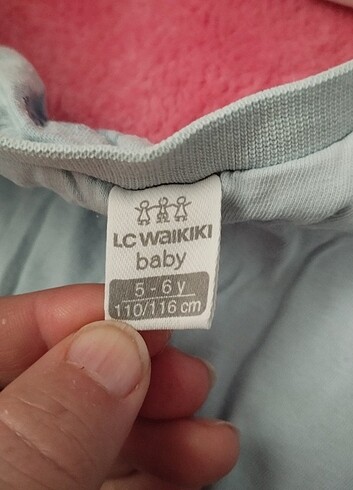 LC WAIKIKI
baby
5 - 6 y
110/116 cm